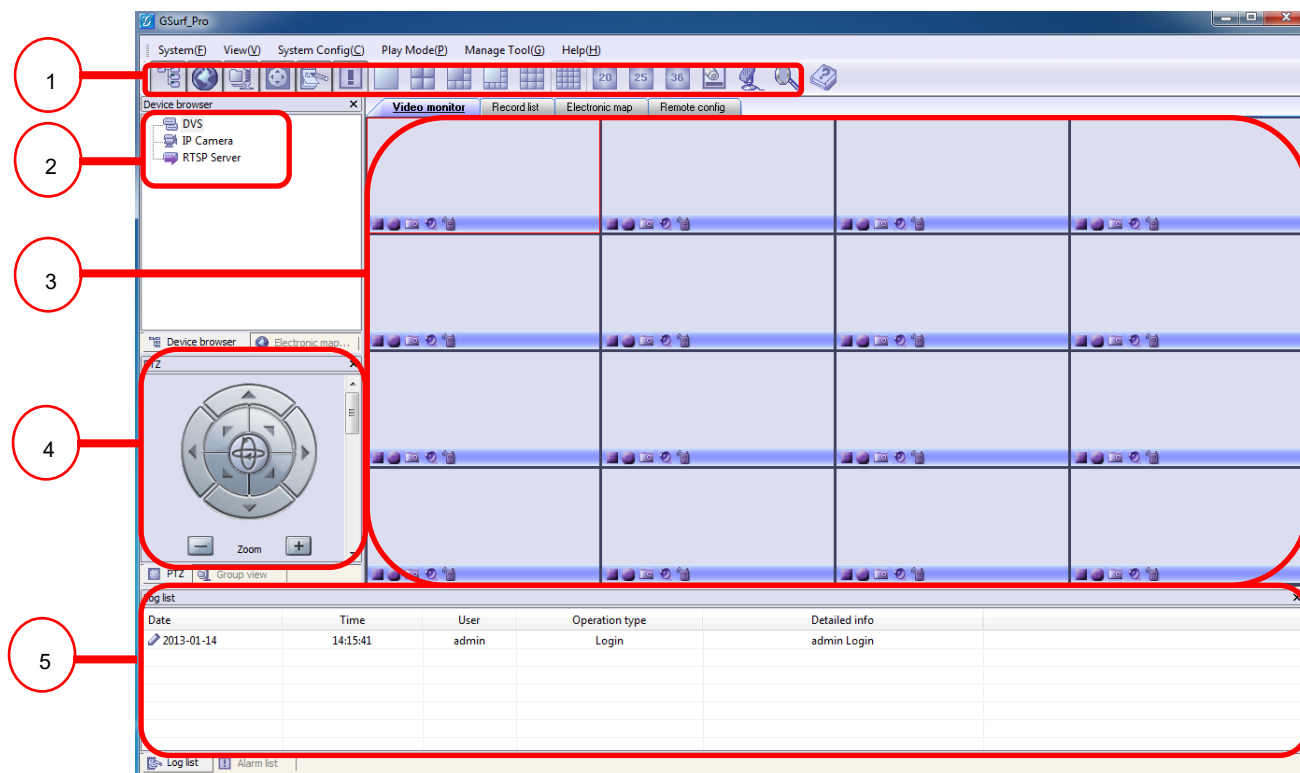 GSurf_Pro
System(F) View(V) System Config(C) Play Mode(P) Manage Tool(G) Help(H)
1
20 25 36
Device browser
Video monitor Record list Electronic map Remote config
DVS
IP Camera
RTSP Server
2
3
Device browser Electronic map...
PTZ
4
Zoom
PTZ Group view
Log list
Date Time User Operation type Detailed info
2013-01-14 14:15:41 admin Login admin Login
5
Log list Alarm list